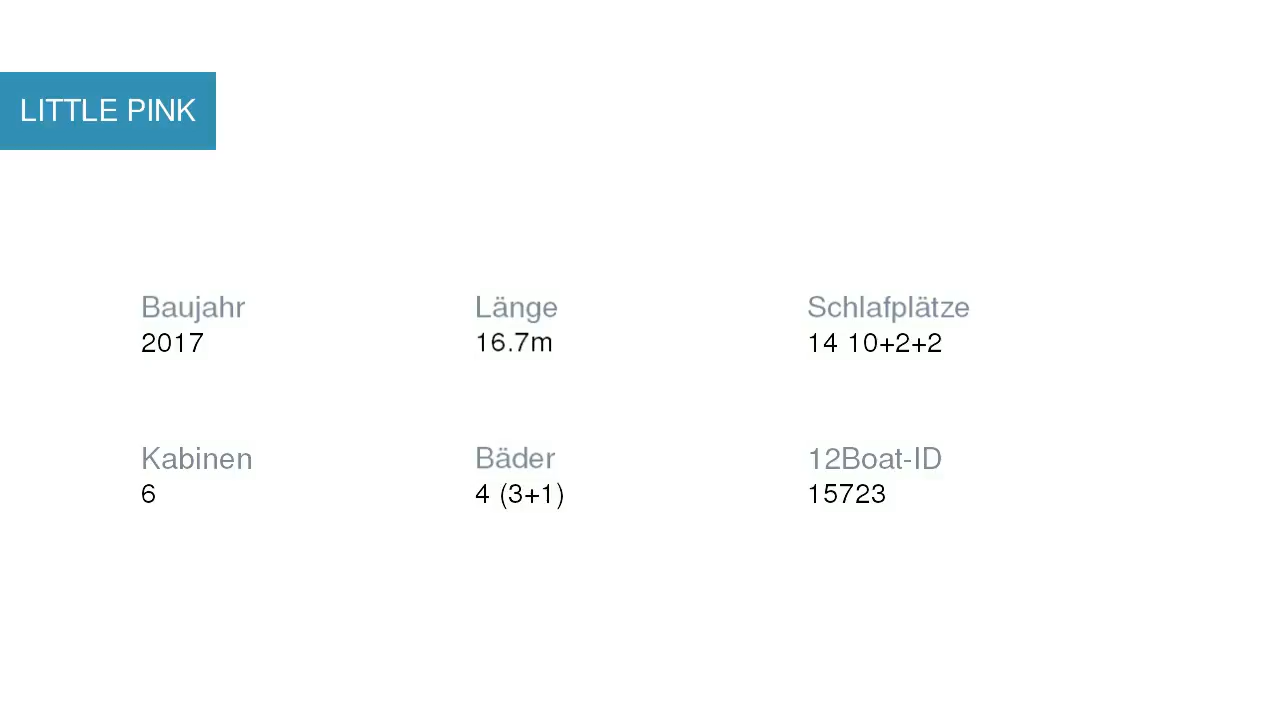 LITTLE PINK
Baujahr
2017
Länge
16.7m
Schlafplätze
14 10+2+2
Kabinen
6
Bäder
4 (3+1)
12Boat-ID
15723